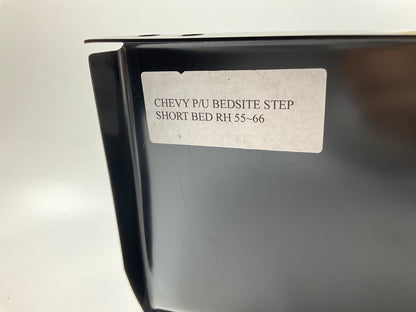 CHEVY P/U BEDSITE STEP
SHORT BED RH 55~66